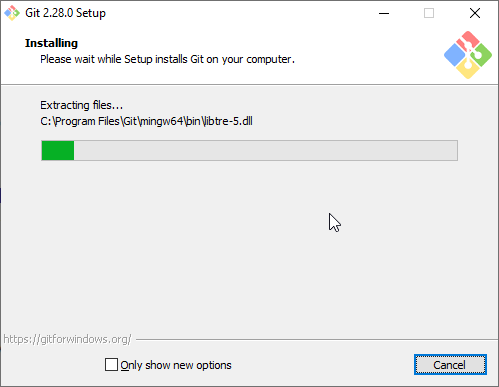 Git 2.28.0 Setup
Installing
Please wait while Setup installs Git on your computer.
Extracting files...
C:\Program Files\Git\mingw64\bin\libtre-5.dll
https://gitforwindows.org/
Only show new options
Cancel